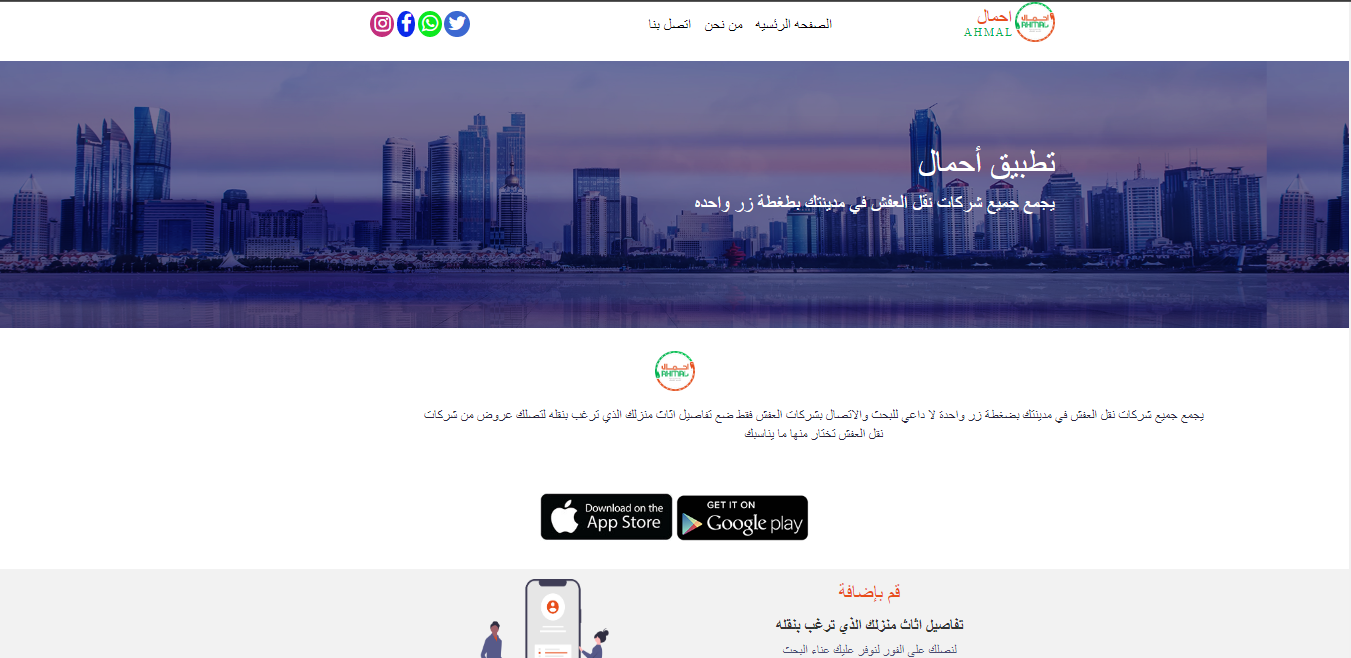 احمال
AHMAL
احمال
AHMAL
الصفحه الرئسيه
من نحن
اتصل بنا
تطبيق أحمال
يجمع جميع شركات نقل العفش في مدينتك بطغطة زر واحده
احمال
AHMAL
يجمع جميع شركات نقل العفش في مدينتك بضغطة زر واحدة لا داعي للبحث والاتصال بشركات العفش فقط ضع تفاصيل اثاث منزلك الذي ترغب بنقله لتصلك عروض من شركات
نقل العفش تختار منها ما يناسبك
Download on the
App Store
GET IT ON
Google play
قم بإضافة
تفاصيل اثاث منزلك الذي ترغب بنقله
لتصلك على الفور لنوفر عليك عناء البحث